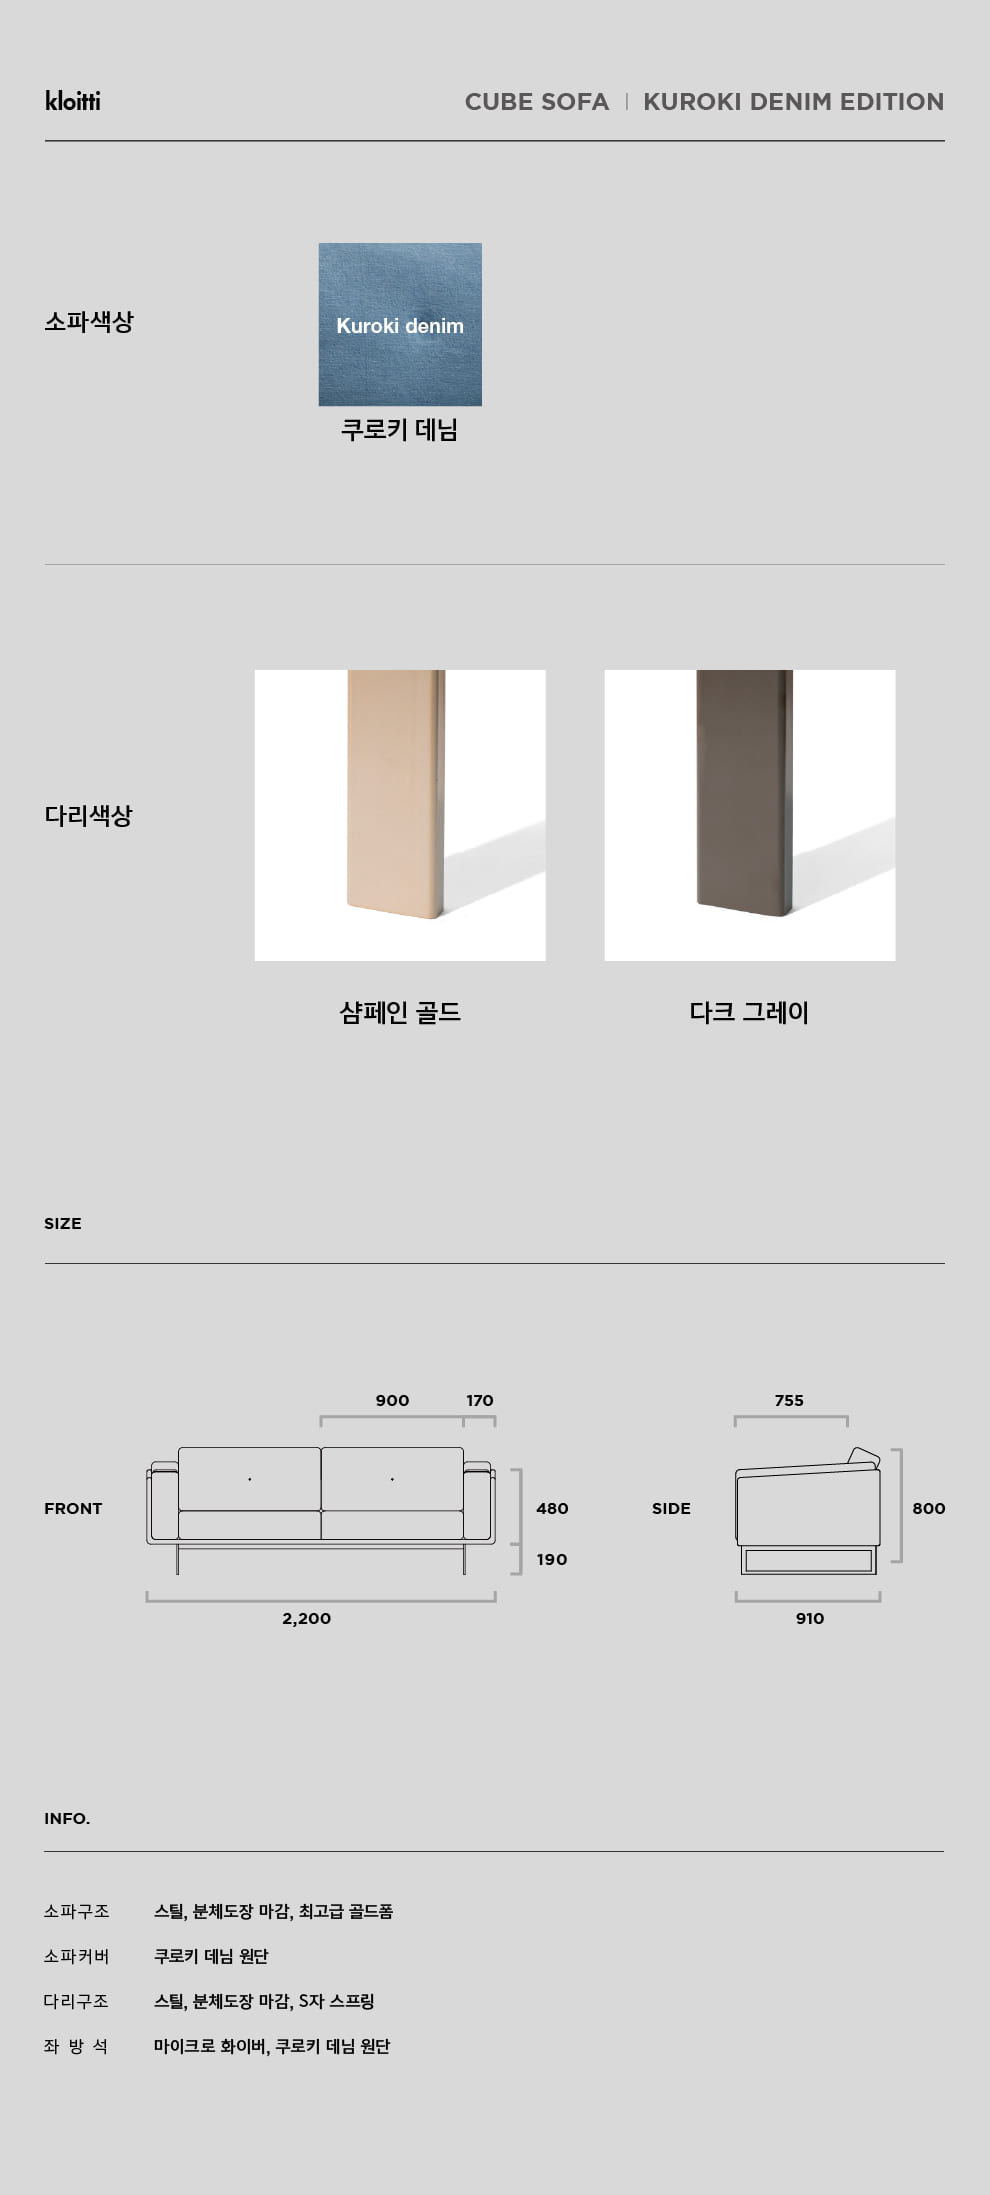 kloitti
CUBE SOFA | KUROKI DENIM EDITION
소파색상
Kuroki denim
쿠로키 데님
다리색상
샴페인 골드
다크 그레이
SIZE
900
170
755
FRONT
480
SIDE
800
190
2,200
910
INFO.
소파구조 스틸, 분체도장 마감, 최고급 골드폼
소파커버 쿠로키 데님 원단
다리구조 스틸, 분체도장 마감, S자 스프링
좌 방 석 마이크로 화이버, 쿠로키 데님 원단